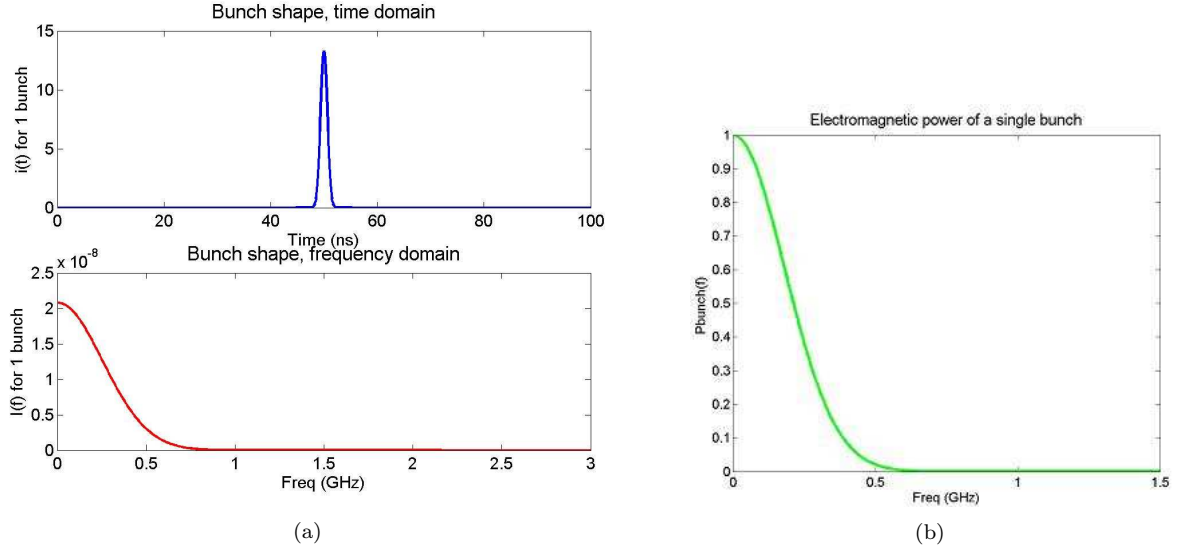 Bunch shape, time domain
15
10
5
0
i(t) for 1 bunch
0 20 40 60 80 100
Time (ns)
Bunch shape, frequency domain
x 10⁻⁸
2.5
2
1.5
1
0.5
0
I(f) for 1 bunch
0 0.5 1 1.5 2 2.5 3
Freq (GHz)
(a)
Electromagnetic power of a single bunch
1
0.9
0.8
0.7
0.6
0.5
0.4
0.3
0.2
0.1
0
Pbunch(f)
0 0.5 1 1.5
Freq (GHz)
(b)